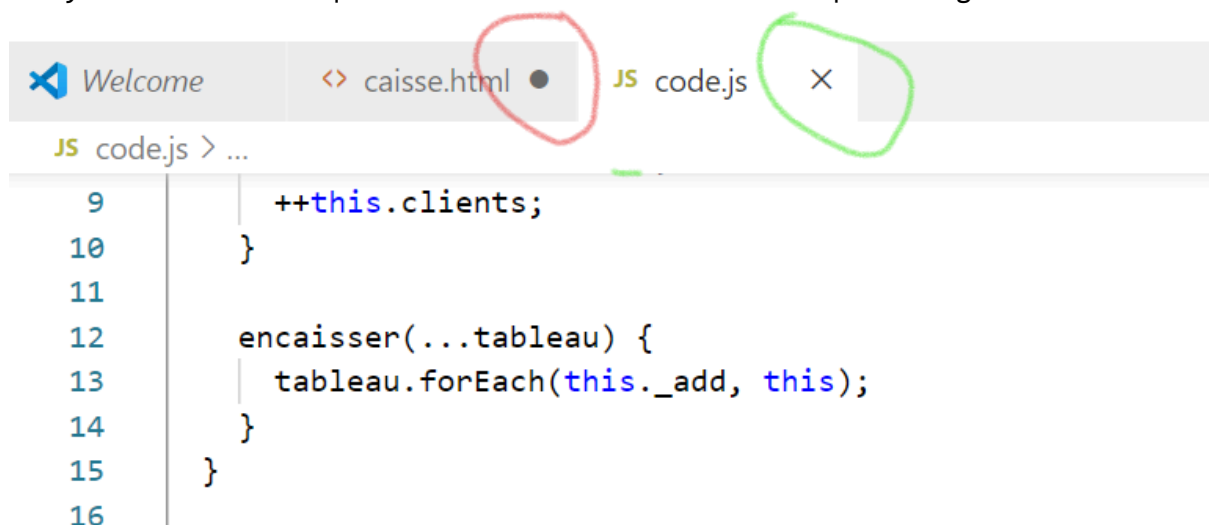 Welcome <> caisse.html ● JS code.js ×
JS code.js > ...
9 ++this.clients;
10 }
11
12 encaisser(...tableau) {
13 tableau.forEach(this._add, this);
14 }
15 }
16